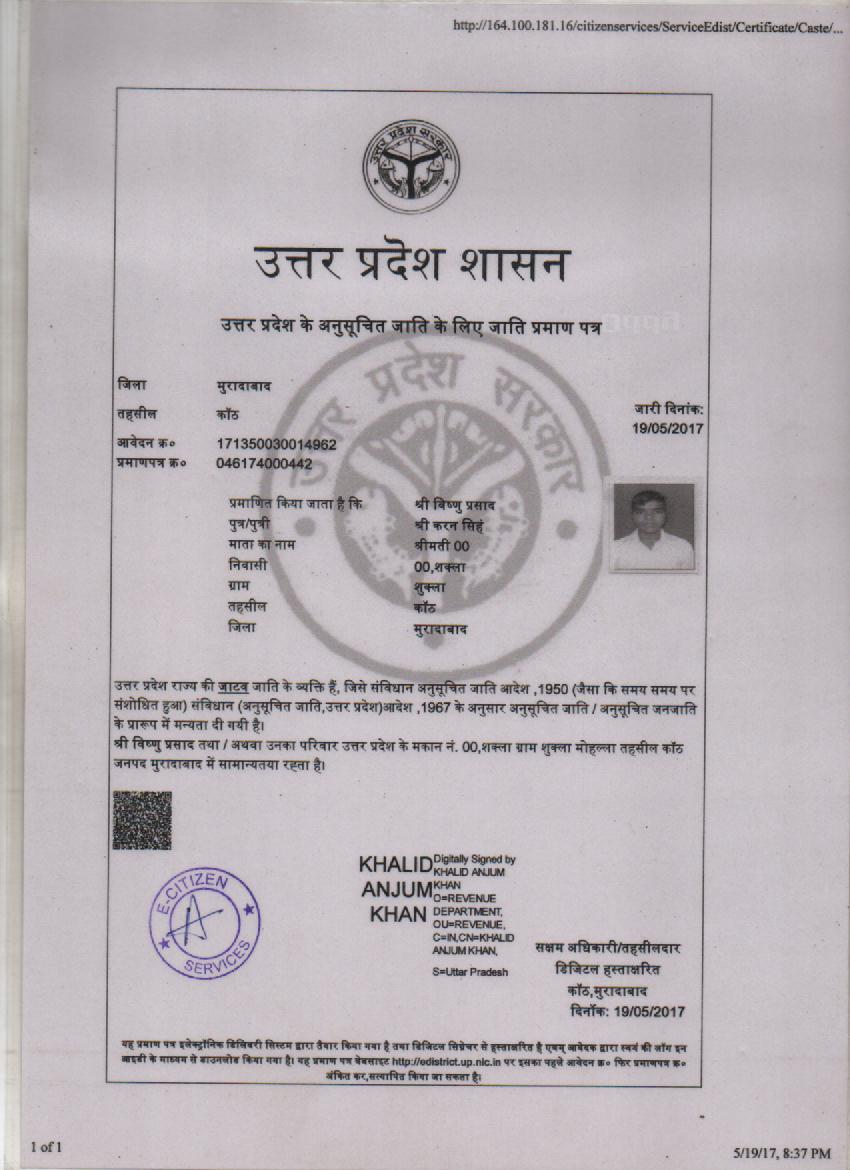 http://164.100.181.16/citizenservices/ServiceEdist/Certificate/Caste/...
उत्तर प्रदेश सरकार
उत्तर प्रदेश शासन
उत्तर प्रदेश के अनुसूचित जाति के लिए जाति प्रमाण पत्र
उत्तर प्रदेश सरकार
जिला मुरादाबाद
तहसील कॉठ
जारी दिनांक:
19/05/2017
आवेदन क्र० 171350030014962
प्रमाणपत्र क्र० 046174000442
प्रमाणित किया जाता है कि श्री विष्णु प्रसाद
पुत्र/पुत्री श्री करन सिहं
माता का नाम श्रीमती 00
निवासी 00,शक्ला
ग्राम शुक्ला
तहसील कॉठ
जिला मुरादाबाद
उत्तर प्रदेश राज्य की जाटव जाति के व्यक्ति हैं, जिसे संविधान अनुसूचित जाति आदेश ,1950 (जैसा कि समय समय पर
संशोधित हुआ) संविधान (अनुसूचित जाति,उत्तर प्रदेश)आदेश ,1967 के अनुसार अनुसूचित जाति / अनुसूचित जनजाति
के प्रारूप में मान्यता दी गयी है।
श्री विष्णु प्रसाद तथा / अथवा उनका परिवार उत्तर प्रदेश के मकान नं. 00,शक्ला ग्राम शुक्ला मोहल्ला तहसील कॉठ
जनपद मुरादाबाद में सामान्यतया रहता है।
E-CITIZEN
SERVICES
KHALID
ANJUM
KHAN
Digitally Signed by
KHALID ANJUM
KHAN
O=REVENUE
DEPARTMENT,
OU=REVENUE,
C=IN,CN=KHALID
ANJUM KHAN,
S=Uttar Pradesh
सक्षम अधिकारी/तहसीलदार
डिजिटल हस्ताक्षरित
कॉठ,मुरादाबाद
दिनॉक: 19/05/2017
यह प्रमाण पत्र इलेक्ट्रॉनिक डिलिवरी सिस्टम द्वारा तैयार किया गया है तथा डिजिटल सिग्नेचर से हस्ताक्षरित है एवम् आवेदक द्वारा स्वयं की लॉग इन
आइडी के माध्यम से डाउनलोड किया गया है। यह प्रमाण पत्र वेबसाइट http://edistrict.up.nic.in पर इसका पहले आवेदन क्र० फिर प्रमाणपत्र क्र०
अंकित कर,सत्यापित किया जा सकता है।
1 of 1
5/19/17, 8:37 PM